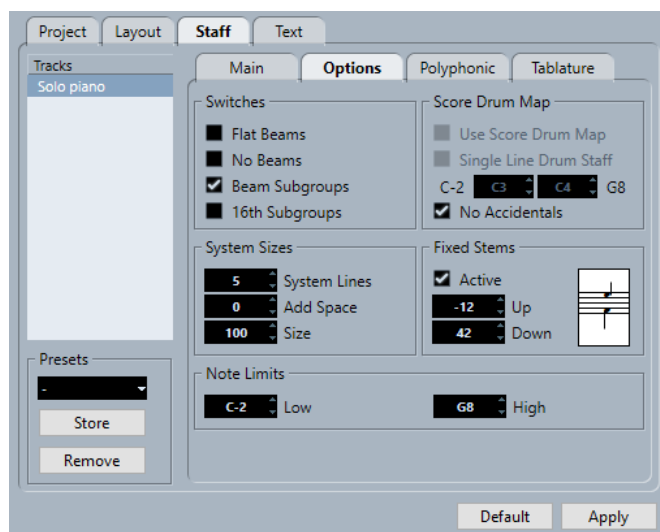 Project Layout Staff Text
Tracks
Solo piano
Main Options Polyphonic Tablature
Switches
Flat Beams
No Beams
Beam Subgroups
16th Subgroups
Score Drum Map
Use Score Drum Map
Single Line Drum Staff
C-2 C3 C4 G8
No Accidentals
System Sizes
5 System Lines
0 Add Space
100 Size
Fixed Stems
Active
-12 Up
42 Down
Presets
-
Store
Remove
Note Limits
C-2 Low G8 High
Default Apply